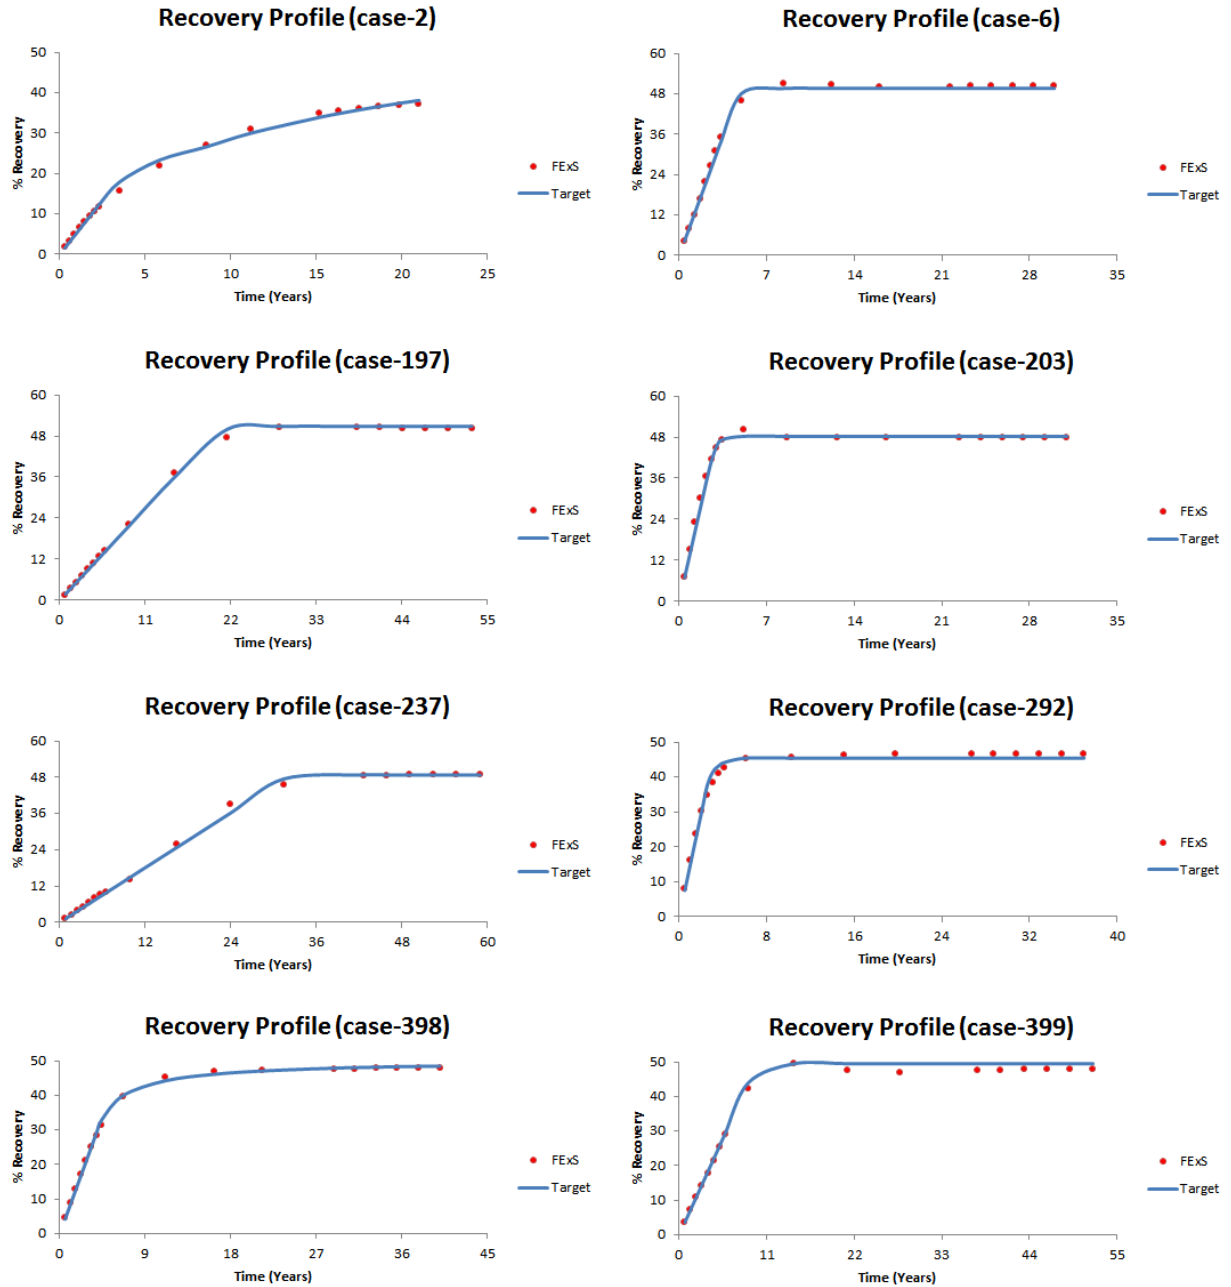 Recovery Profile (case-2)
50
40
30
20
10
0
% Recovery
0 5 10 15 20 25
Time (Years)
FExS
Target
Recovery Profile (case-6)
60
48
36
24
12
0
% Recovery
0 7 14 21 28 35
Time (Years)
FExS
Target
Recovery Profile (case-197)
60
48
36
24
12
0
% Recovery
0 11 22 33 44 55
Time (Years)
FExS
Target
Recovery Profile (case-203)
60
48
36
24
12
0
% Recovery
0 7 14 21 28 35
Time (Years)
FExS
Target
Recovery Profile (case-237)
60
48
36
24
12
0
% Recovery
0 12 24 36 48 60
Time (Years)
FExS
Target
Recovery Profile (case-292)
50
40
30
20
10
0
% Recovery
0 8 16 24 32 40
Time (Years)
FExS
Target
Recovery Profile (case-398)
50
40
30
20
10
0
% Recovery
0 9 18 27 36 45
Time (Years)
FExS
Target
Recovery Profile (case-399)
50
40
30
20
10
0
% Recovery
0 11 22 33 44 55
Time (Years)
FExS
Target